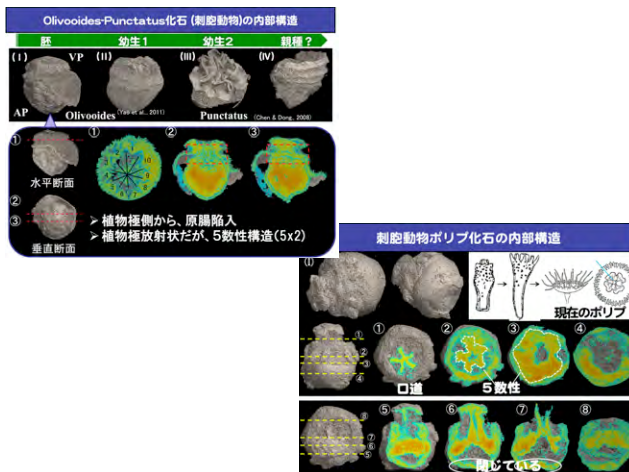 Olivooides-Punctatus化石(刺胞動物)の内部構造
胚 幼生1 幼生2 親種?
(I) VP (II) (III) (IV)
AP Olivooides (Yao et al., 2011) Punctatus (Chen & Dong, 2008)
① ① ② ③
水平断面
②
③
垂直断面
➢ 植物極側から、原腸陥入
➢ 植物極放射状だが、5数性構造(5x2)
刺胞動物ポリプ化石の内部構造
(I)
現在のポリプ
① ② ③ ④
①
②
③
④
口道 5数性
⑤ ⑥ ⑦ ⑧
⑧
⑦
⑥
⑤
閉じている